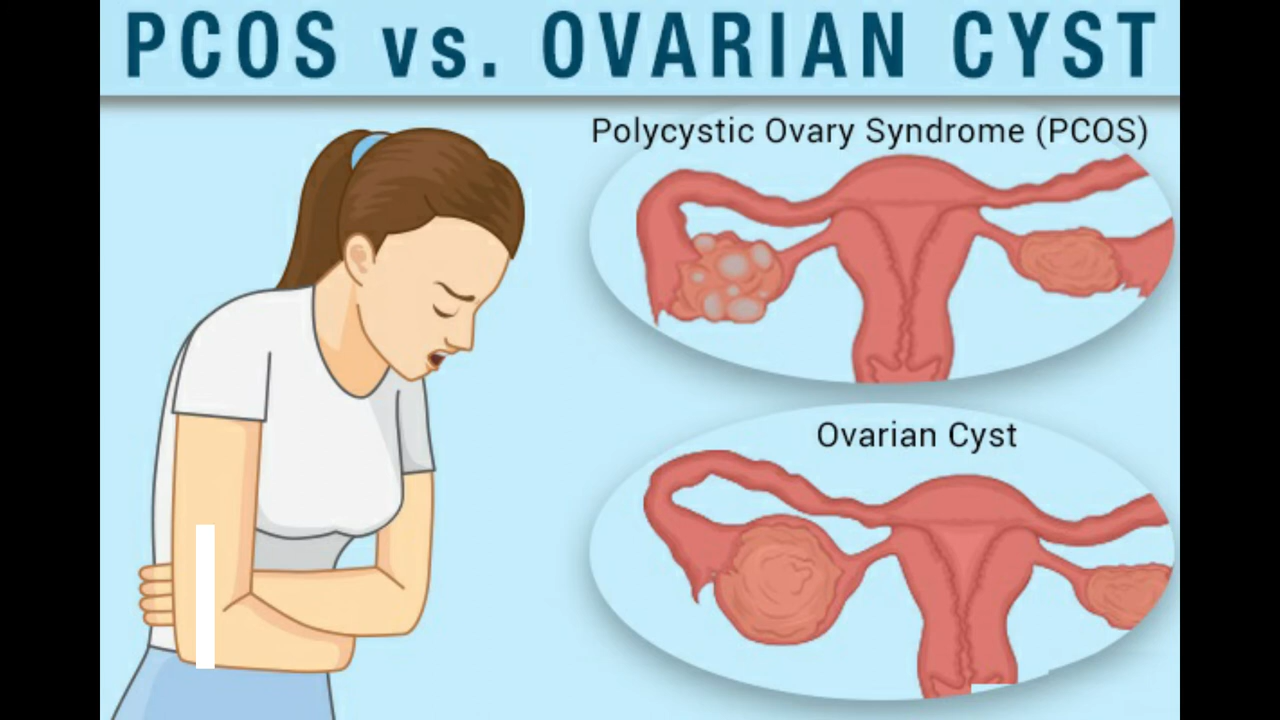 PCOS vs. OVARIAN CYST
Polycystic Ovary Syndrome (PCOS)
Ovarian Cyst